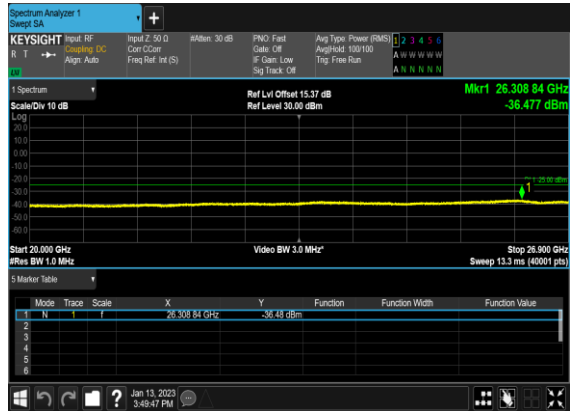 Spectrum Analyzer 1
Swept SA
KEYSIGHT
R T
Input: RF
Coupling: DC
Align: Auto
Input Z: 50 Ω
Corr CCorr
Freq Ref: Int (S)
#Atten: 30 dB
PNO: Fast
Gate: Off
IF Gain: Low
Sig Track: Off
Avg Type: Power (RMS)
Avg|Hold: 100/100
Trig: Free Run
1 2 3 4 5 6
A W W W W W
A N N N N N
1 Spectrum
Scale/Div 10 dB
Ref Lvl Offset 15.37 dB
Ref Level 30.00 dBm
Mkr1 26.308 84 GHz
-36.477 dBm
Log
20.0
10.0
0.00
-10.0
-20.0
-30.0
-40.0
-50.0
-60.0
DL1 -25.00 dBm
1
Start 20.000 GHz
#Res BW 1.0 MHz
Video BW 3.0 MHz*
Stop 26.900 GHz
Sweep 13.3 ms (40001 pts)
5 Marker Table
Mode Trace Scale X Y Function Function Width Function Value
1 N 1 f 26.308 84 GHz -36.48 dBm
2
3
4
5
6
?
Jan 13, 2023
3:49:47 PM